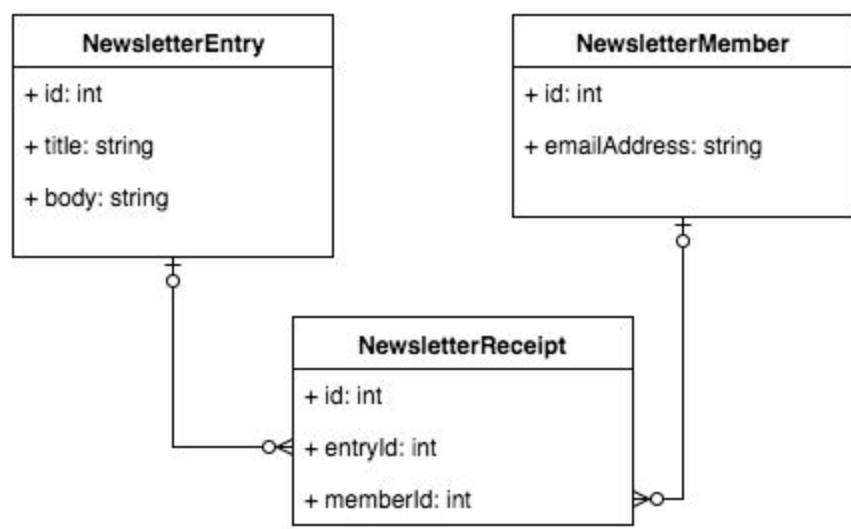 NewsletterEntry
+ id: int
+ title: string
+ body: string
NewsletterMember
+ id: int
+ emailAddress: string
NewsletterReceipt
+ id: int
+ entryId: int
+ memberId: int